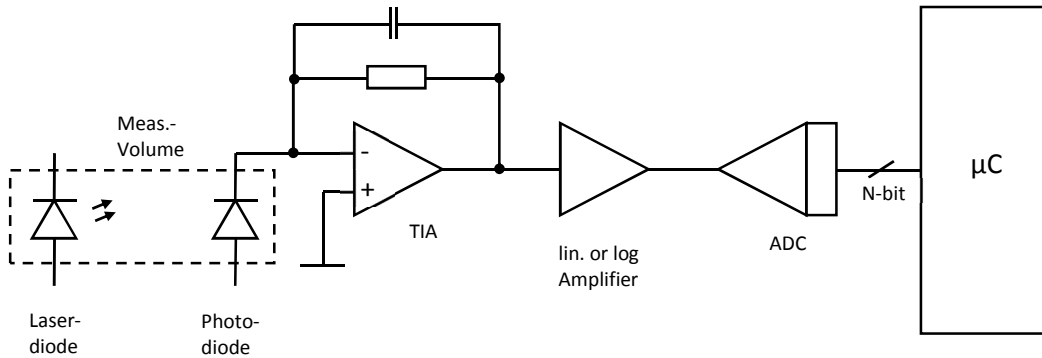 Meas.-
Volume
-
+
TIA
lin. or log
Amplifier
ADC
N-bit
µC
Laser-
diode
Photo-
diode